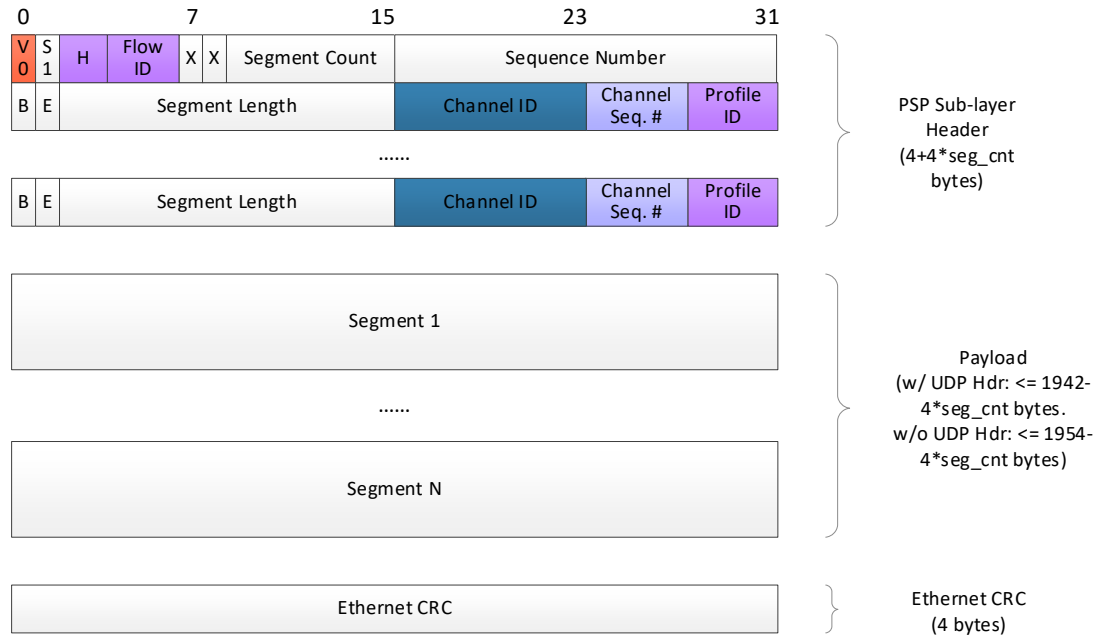 0 7 15 23 31
V 0 S 1 H Flow ID X X Segment Count Sequence Number
B E Segment Length Channel ID Channel Seq. # Profile ID
......
B E Segment Length Channel ID Channel Seq. # Profile ID
PSP Sub-layer
Header
(4+4*seg_cnt
bytes)
Segment 1
......
Segment N
Payload
(w/ UDP Hdr: <= 1942-
4*seg_cnt bytes.
w/o UDP Hdr: <= 1954-
4*seg_cnt bytes)
Ethernet CRC
Ethernet CRC
(4 bytes)